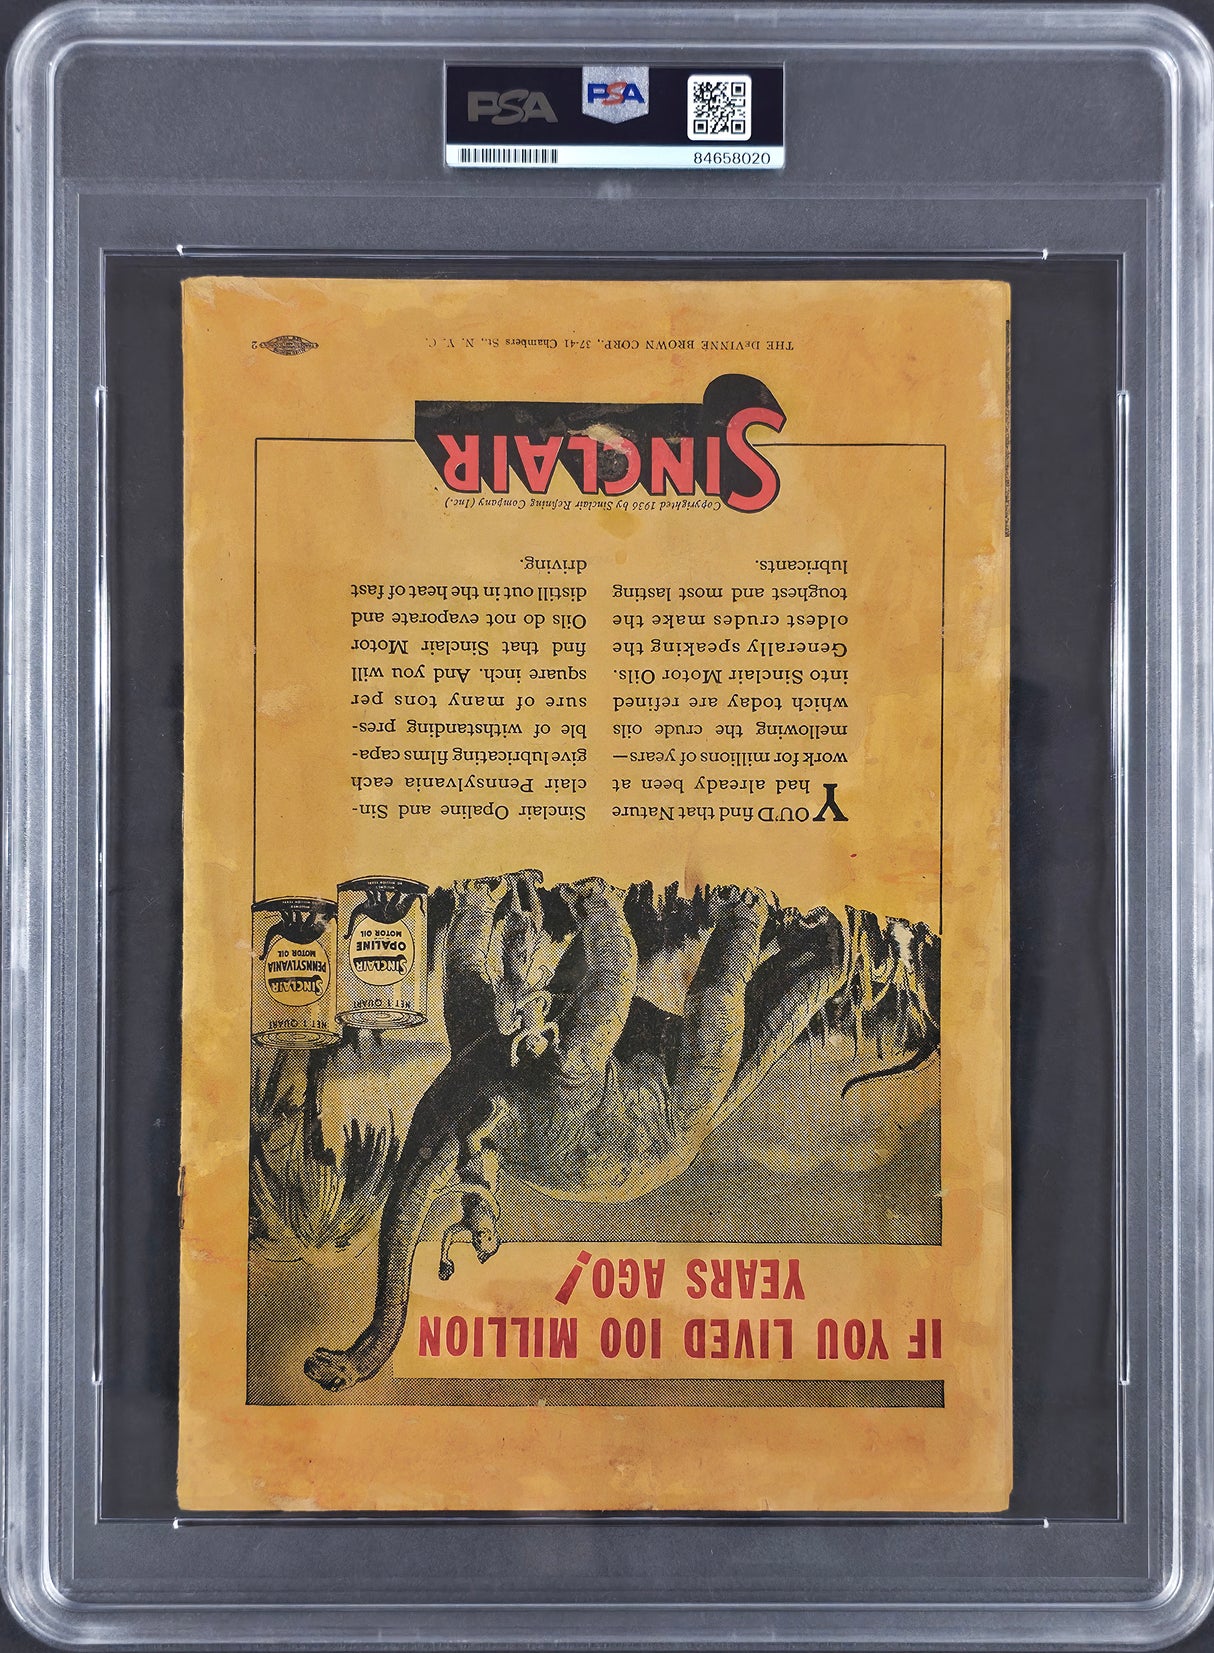 PSA
PSA
84658020
IF YOU LIVED 100 MILLION
YEARS AGO!
NET 1 QUART
SINCLAIR
OPALINE
MOTOR OIL
NET 1 QUART
SINCLAIR
PENNSYLVANIA
MOTOR OIL
YOU'D find that Nature
had already been at
work for millions of years—
mellowing the crude oils
which today are refined
into Sinclair Motor Oils.
Generally speaking the
oldest crudes make the
toughest and most lasting
lubricants.
Sinclair Opaline and Sin-
clair Pennsylvania each
give lubricating films capa-
ble of withstanding pres-
sure of many tons per
square inch. And you will
find that Sinclair Motor
Oils do not evaporate and
distill out in the heat of fast
driving.
Copyrighted 1936 by Sinclair Refining Company (Inc.)
SINCLAIR
THE DEVINNE BROWN CORP., 37-41 Chambers St., N. Y. C.
2